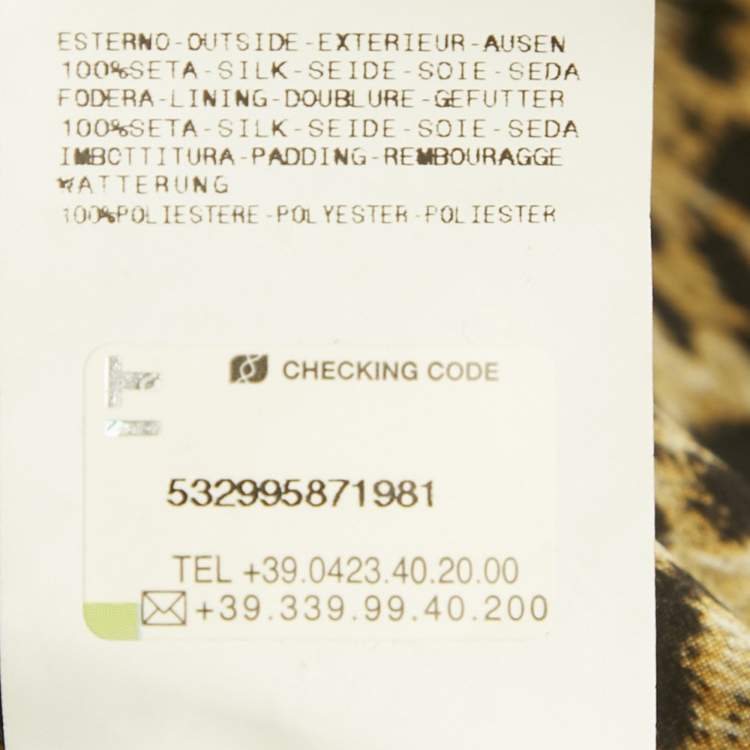 ESTERNO-OUTSIDE-EXTERIEUR-AUSEN
100%SETA-SILK-SEIDE-SOIE-SEDA
FODERA-LINING-DOUBLURE-GEFUTTER
100%SETA-SILK-SEIDE-SOIE-SEDA
IMBOTTITURA-PADDING-REMBOURAGGE
WATTERUNG
100%POLIESTERE-POLYESTER-POLIESTER
CHECKING CODE
532995871981
TEL +39.0423.40.20.00
+39.339.99.40.200